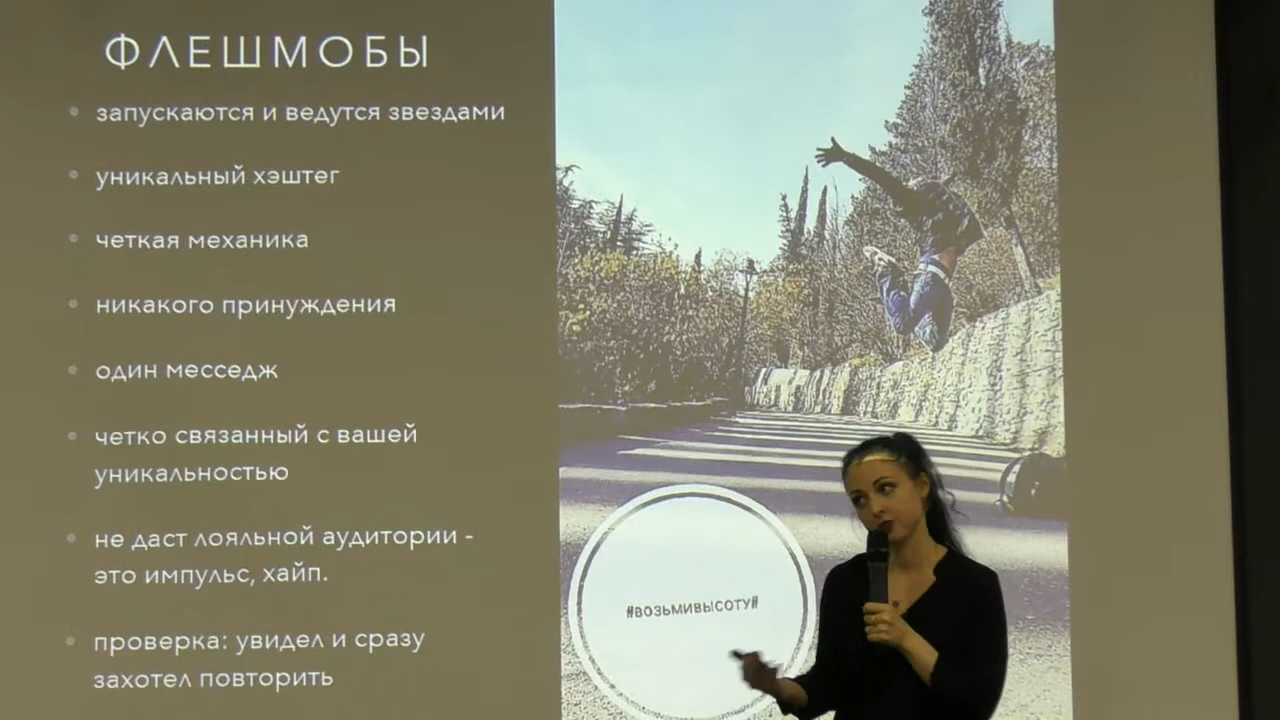 ФЛЕШМОБЫ
запускаются и ведутся звездами
уникальный хэштег
четкая механика
никакого принуждения
один месседж
четко связанный с вашей
уникальностью
не даст лояльной аудитории -
это импульс, хайп.
проверка: увидел и сразу
захотел повторить
#ВОЗЬМИВЫСОТУ#